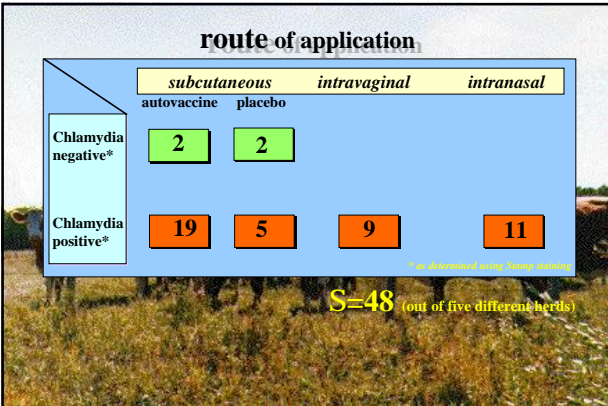 route of application
subcutaneous intravaginal intranasal
autovaccine placebo
Chlamydia
negative*
2 2
Chlamydia
positive*
19 5 9 11
* as determined using Stamp staining
S=48 (out of five different herds)